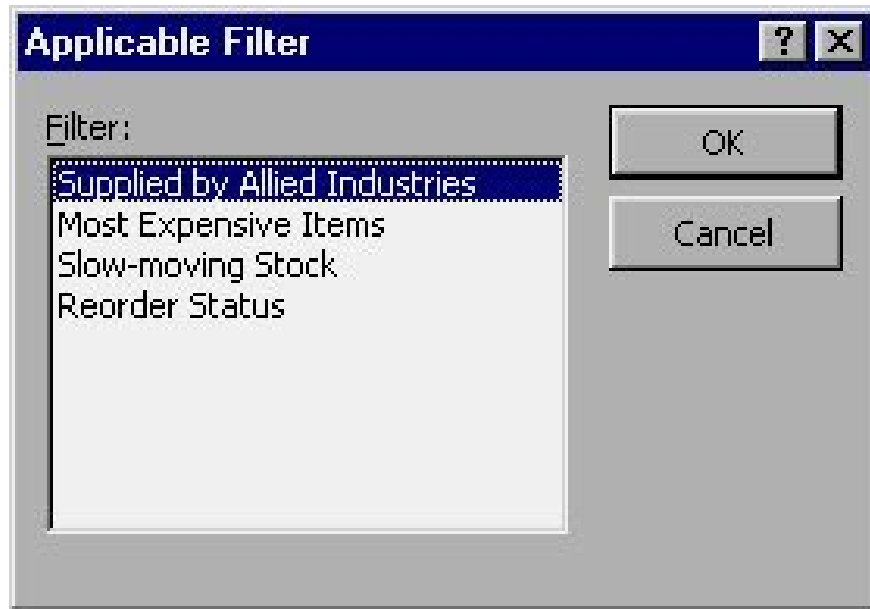 Applicable Filter
Filter:
Supplied by Allied Industries
Most Expensive Items
Slow-moving Stock
Reorder Status
OK
Cancel